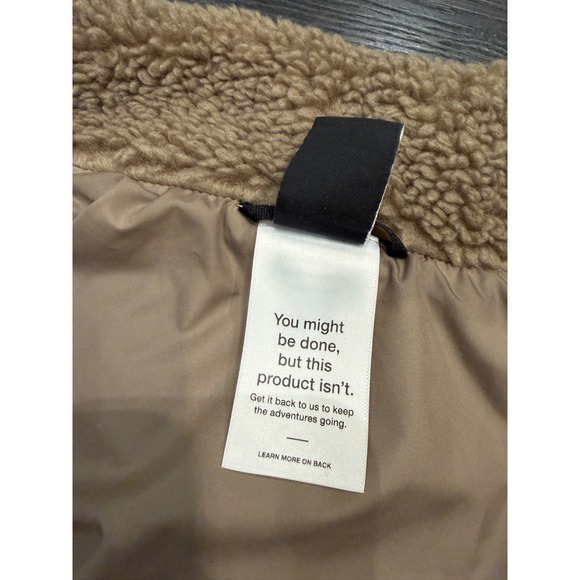 You might
be done,
but this
product isn't.
Get it back to us to keep
the adventures going.
LEARN MORE ON BACK